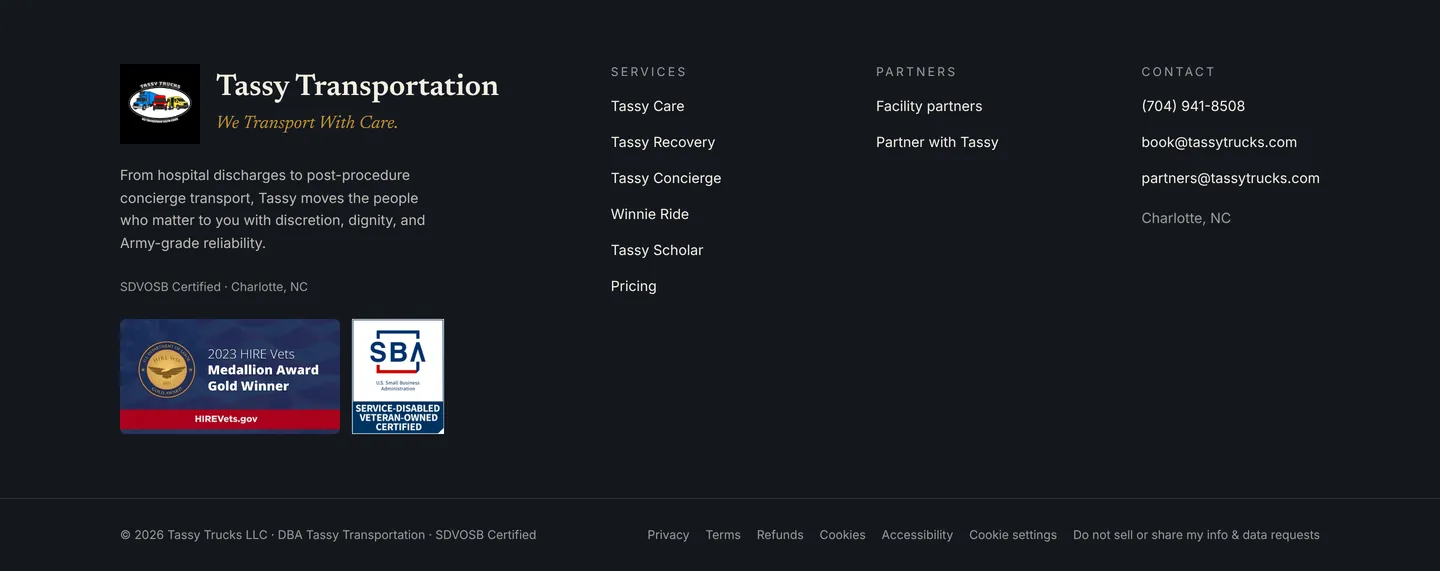 TASSY TRUCKS
Tassy Transportation
We Transport With Care.
From hospital discharges to post-procedure
concierge transport, Tassy moves the people
who matter to you with discretion, dignity, and
Army-grade reliability.
SDVOSB Certified · Charlotte, NC
2023 HIRE Vets
Medallion Award
Gold Winner
HIREVets.gov
SBA
U.S. Small Business
Administration
SERVICE-DISABLED
VETERAN-OWNED
CERTIFIED
SERVICES
Tassy Care
Tassy Recovery
Tassy Concierge
Winnie Ride
Tassy Scholar
Pricing
PARTNERS
Facility partners
Partner with Tassy
CONTACT
(704) 941-8508
book@tassytrucks.com
partners@tassytrucks.com
Charlotte, NC
© 2026 Tassy Trucks LLC · DBA Tassy Transportation · SDVOSB Certified
Privacy Terms Refunds Cookies Accessibility Cookie settings Do not sell or share my info & data requests